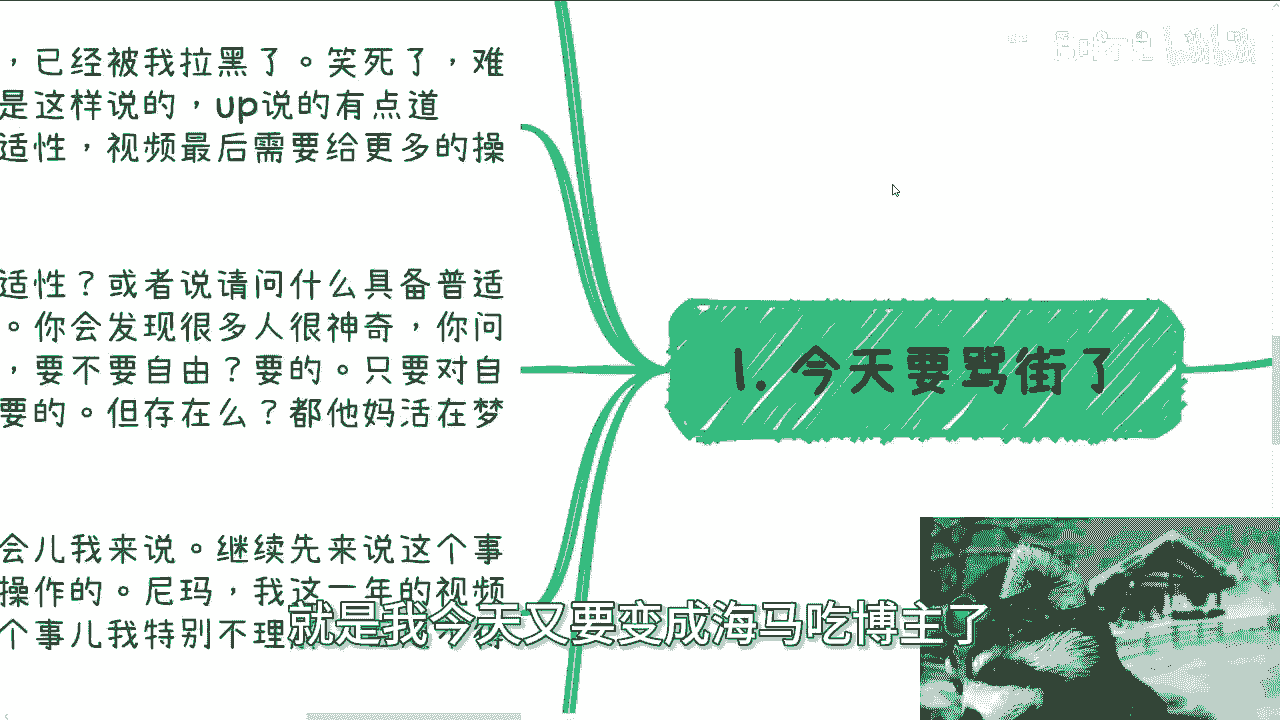 ，已经被我拉黑了。笑死了，难
是这样说的，up说的有点道
适性，视频最后需要给更多的操
适性？或者说请问什么具备普适
。你会发现很多人很神奇，你问
，要不要自由？要的。只要对自
要的。但存在么？都他妈活在梦
1. 今天要骂街了
会儿我来说。继续先来说这个事
操作的。尼玛，我这一年的视频
个事儿我特别不理解
就是我今天又要变成海马吃博主了